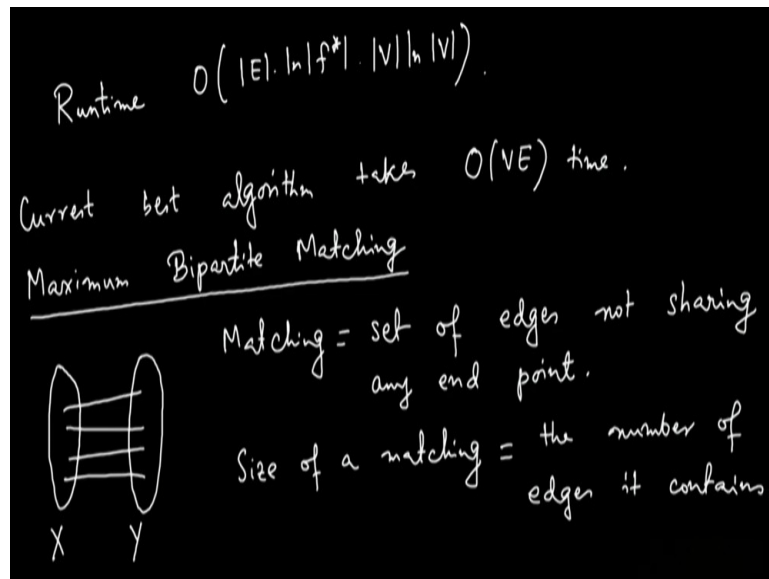 Runtime O(|E|. ln|f*| . |V| ln |V|).
Current best algorithm takes O(VE) time.
Maximum Bipartite Matching
Matching = set of edges not sharing
any end point.
Size of a matching = the number of
edges it contains
X Y